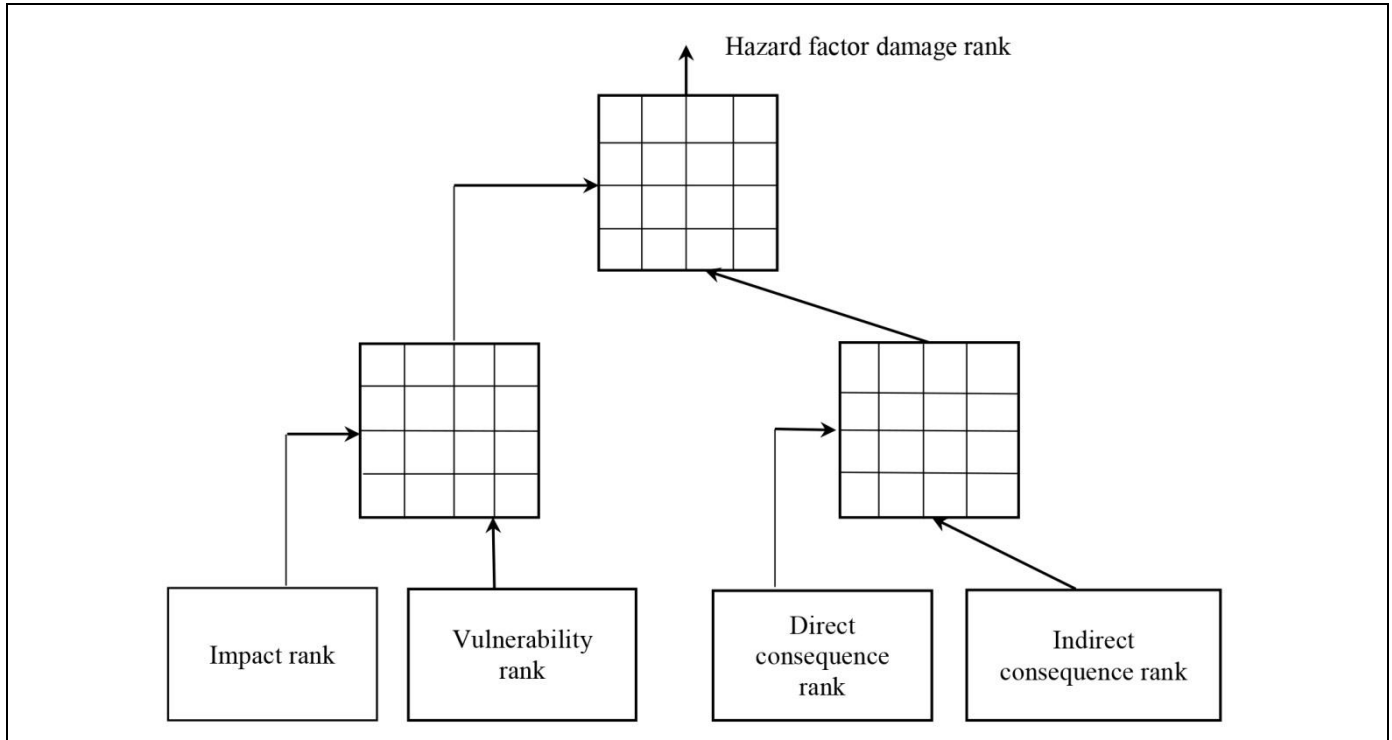 Hazard factor damage rank
Impact rank
Vulnerability
rank
Direct
consequence
rank
Indirect
consequence rank